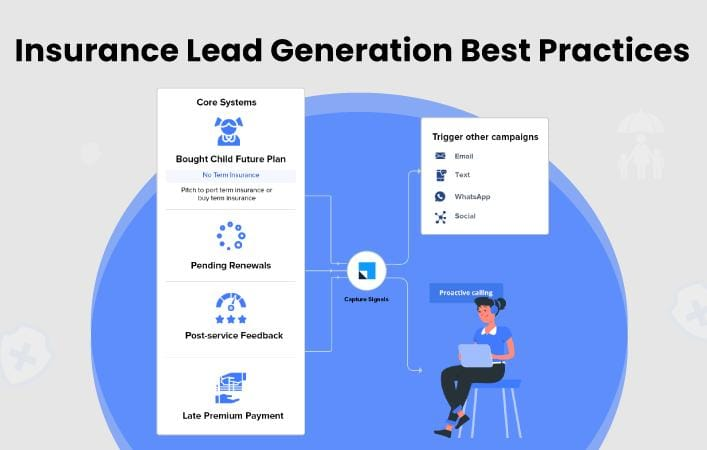 Insurance Lead Generation Best Practices
Core Systems
Bought Child Future Plan
No Term Insurance
Pitch to port term insurance or
buy term insurance
Pending Renewals
Post-service Feedback
Late Premium Payment
Capture Signals
Trigger other campaigns
Email
Text
WhatsApp
Social
Proactive calling